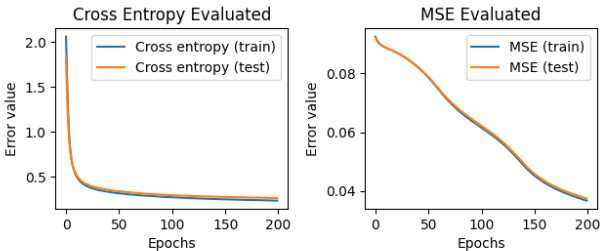 Cross Entropy Evaluated
Error value
2.0
1.5
1.0
0.5
Cross entropy (train)
Cross entropy (test)
0 50 100 150 200
Epochs
MSE Evaluated
Error value
0.08
0.06
0.04
MSE (train)
MSE (test)
0 50 100 150 200
Epochs